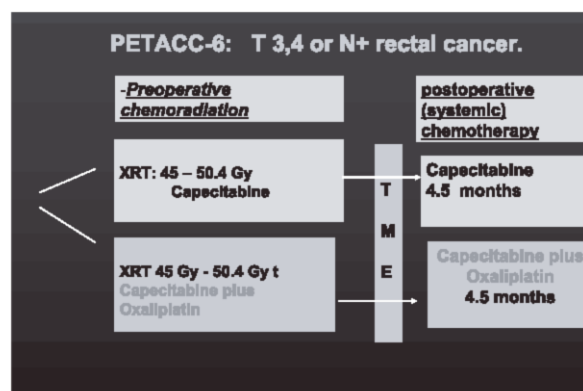 PETACC-6: T 3,4 or N+ rectal cancer.
-Preoperative
chemoradiation
postoperative
(systemic)
chemotherapy
XRT: 45 – 50.4 Gy
Capecitabine
T
M
E
Capecitabine
4.5 months
XRT 45 Gy - 50.4 Gy t
Capecitabine plus
Oxaliplatin
Capecitabine plus
Oxaliplatin
4.5 months